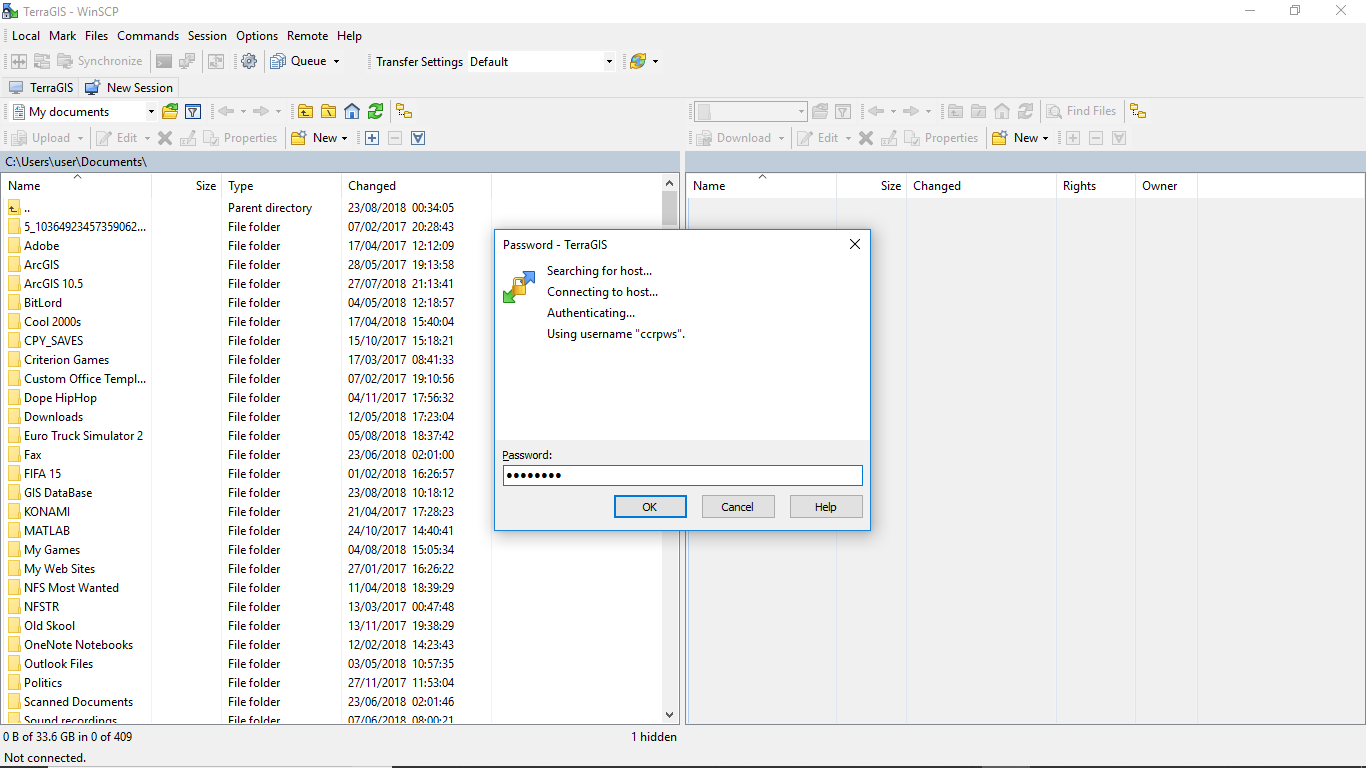 TerraGIS - WinSCP
Local Mark Files Commands Session Options Remote Help
Synchronize Queue Transfer Settings Default
TerraGIS New Session
My documents Find Files
Upload Edit Properties New Download Edit Properties New
C:\Users\user\Documents\
Name Size Type Changed Name Size Changed Rights Owner
.. Parent directory 23/08/2018 00:34:05
5_10364923457359062... File folder 07/02/2017 20:28:43
Adobe File folder 17/04/2017 12:12:09
ArcGIS File folder 28/05/2017 19:13:58
ArcGIS 10.5 File folder 27/07/2018 21:13:41
BitLord File folder 04/05/2018 12:18:57
Cool 2000s File folder 17/04/2018 15:40:04
CPY_SAVES File folder 15/10/2017 15:18:21
Criterion Games File folder 17/03/2017 08:41:33
Custom Office Templ... File folder 07/02/2017 19:10:56
Dope HipHop File folder 04/11/2017 17:56:32
Downloads File folder 12/05/2018 17:23:04
Euro Truck Simulator 2 File folder 05/08/2018 18:37:42
Fax File folder 23/06/2018 02:01:00
FIFA 15 File folder 01/02/2018 16:26:57
GIS DataBase File folder 23/08/2018 10:18:12
KONAMI File folder 21/04/2017 17:28:23
MATLAB File folder 24/10/2017 14:40:41
My Games File folder 04/08/2018 15:05:34
My Web Sites File folder 27/01/2017 16:26:22
NFS Most Wanted File folder 11/04/2018 18:39:29
NFSTR File folder 13/03/2017 00:47:48
Old Skool File folder 13/11/2017 19:38:29
OneNote Notebooks File folder 12/02/2018 14:23:43
Outlook Files File folder 03/05/2018 10:57:35
Politics File folder 27/11/2017 11:53:04
Scanned Documents File folder 23/06/2018 02:01:46
Sound recordings File folder 07/06/2018 08:00:21
Password - TerraGIS
Searching for host...
Connecting to host...
Authenticating...
Using username "ccrpws".
Password:
••••••••
OK Cancel Help
0 B of 33.6 GB in 0 of 409 1 hidden
Not connected.